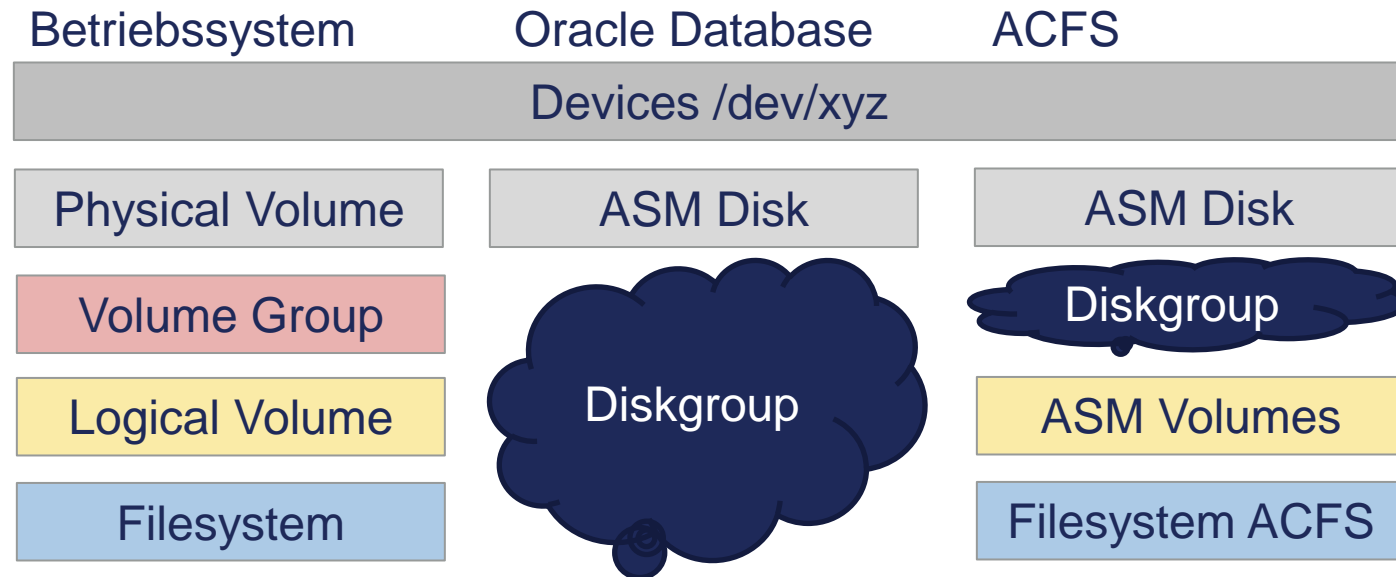 Betriebssystem
Oracle Database
ACFS
Devices /dev/xyz
Physical Volume
ASM Disk
ASM Disk
Volume Group
Diskgroup
Logical Volume
Diskgroup
ASM Volumes
Filesystem
Filesystem ACFS